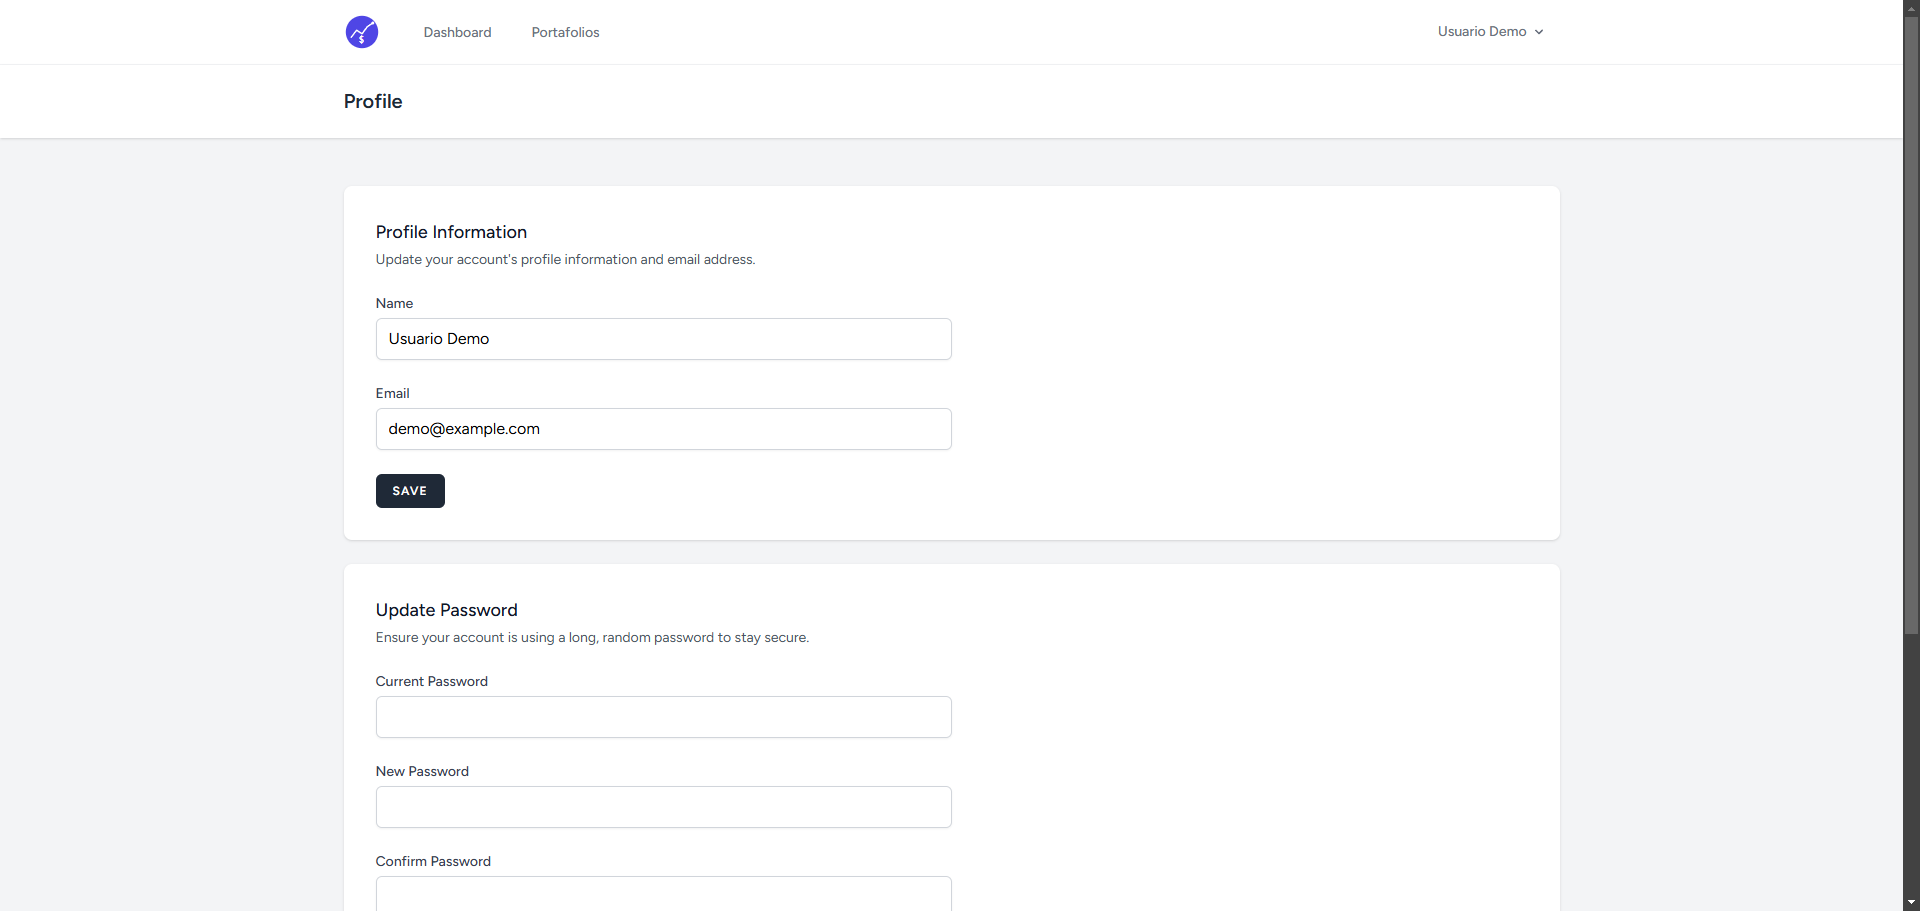 Dashboard Portafolios Usuario Demo
Profile
Profile Information
Update your account's profile information and email address.
Name
Usuario Demo
Email
demo@example.com
SAVE
Update Password
Ensure your account is using a long, random password to stay secure.
Current Password
New Password
Confirm Password